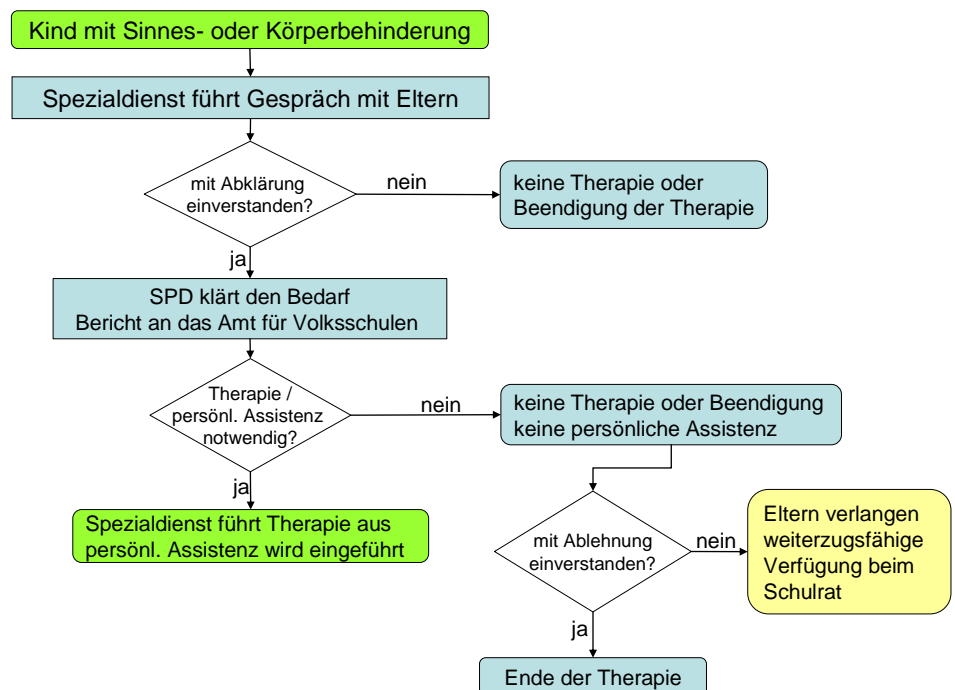 Kind mit Sinnes- oder Körperbehinderung
Spezialdienst führt Gespräch mit Eltern
mit Abklärung
einverstanden?
nein
keine Therapie oder
Beendigung der Therapie
ja
SPD klärt den Bedarf
Bericht an das Amt für Volksschulen
Therapie /
persönl. Assistenz
notwendig?
nein
keine Therapie oder Beendigung
keine persönliche Assistenz
ja
Spezialdienst führt Therapie aus
persönl. Assistenz wird eingeführt
mit Ablehnung
einverstanden?
nein
Eltern verlangen
weiterzugsfähige
Verfügung beim
Schulrat
ja
Ende der Therapie